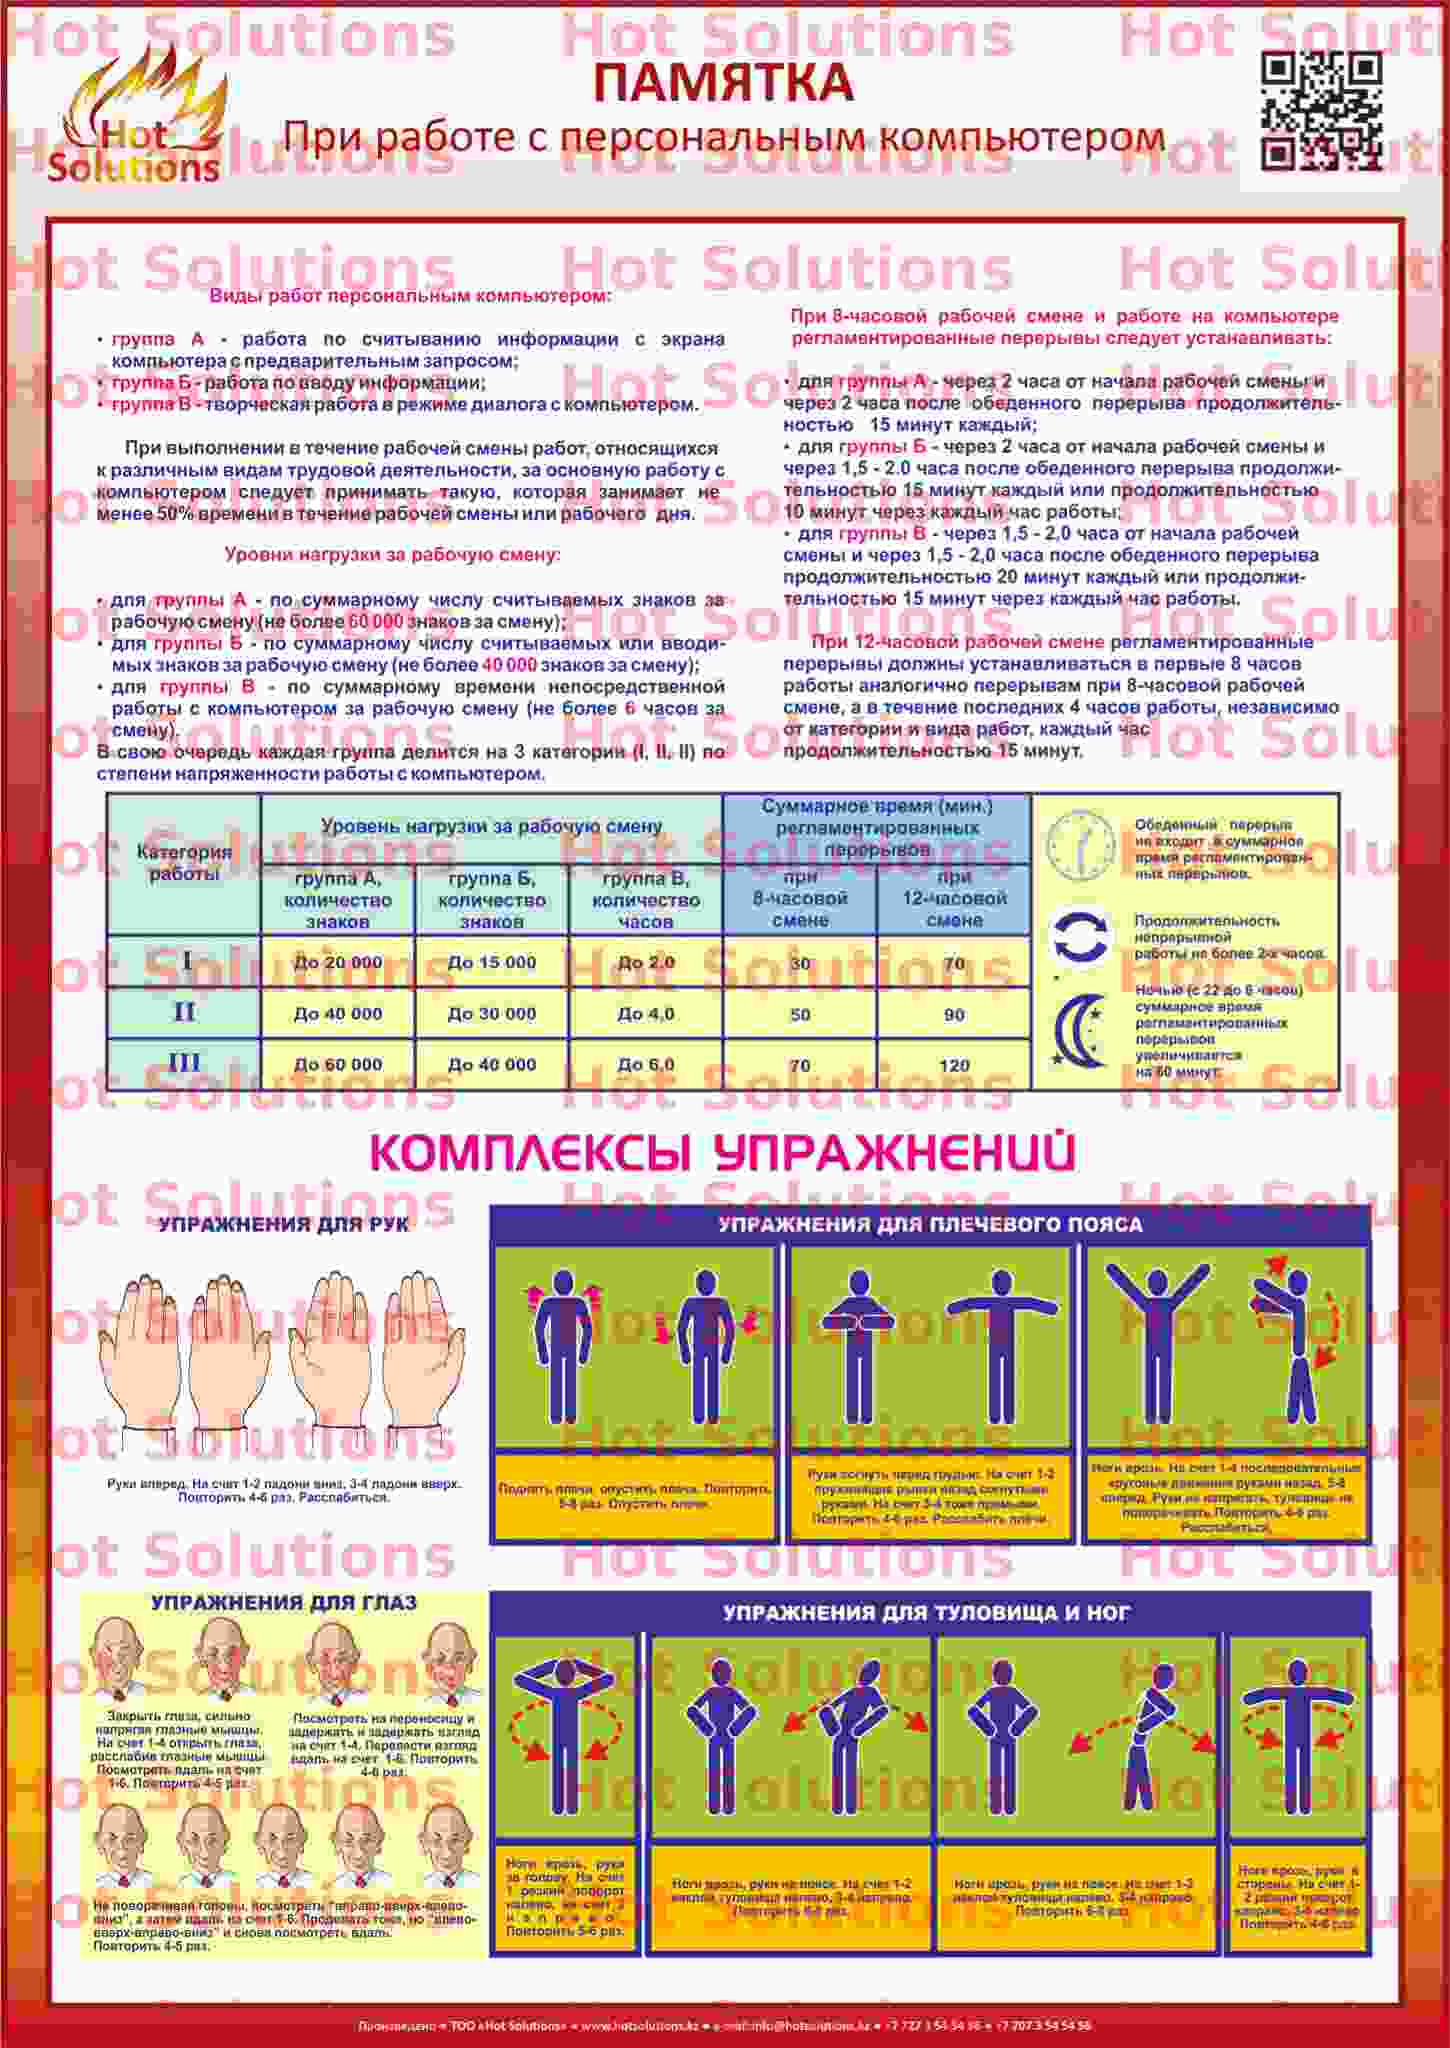 ПАМЯТКА
При работе с персональным компьютером
Hot
Solutions
Виды работ персональным компьютером:
• группа А - работа по считыванию информации с экрана
компьютера с предварительным запросом;
• группа Б - работа по вводу информации;
• группа В - творческая работа в режиме диалога с компьютером.
При выполнении в течение рабочей смены работ, относящихся
к различным видам трудовой деятельности, за основную работу с
компьютером следует принимать такую, которая занимает не
менее 50% времени в течение рабочей смены или рабочего дня.
Уровни нагрузки за рабочую смену:
• для группы А - по суммарному числу считываемых знаков за
рабочую смену (не более 60 000 знаков за смену);
• для группы Б - по суммарному числу считываемых или вводи-
мых знаков за рабочую смену (не более 40 000 знаков за смену);
• для группы В - по суммарному времени непосредственной
работы с компьютером за рабочую смену (не более 6 часов за
смену).
В свою очередь каждая группа делится на 3 категории (I, II, II) по
степени напряженности работы с компьютером.
При 8-часовой рабочей смене и работе на компьютере
регламентированные перерывы следует устанавливать:
• для группы А - через 2 часа от начала рабочей смены и
через 2 часа после обеденного перерыва продолжитель-
ностью 15 минут каждый;
• для группы Б - через 2 часа от начала рабочей смены и
через 1,5 - 2.0 часа после обеденного перерыва продолжи-
тельностью 15 минут каждый или продолжительностью
10 минут через каждый час работы;
• для группы В - через 1,5 - 2,0 часа от начала рабочей
смены и через 1,5 - 2,0 часа после обеденного перерыва
продолжительностью 20 минут каждый или продолжи-
тельностью 15 минут через каждый час работы.
При 12-часовой рабочей смене регламентированные
перерывы должны устанавливаться в первые 8 часов
работы аналогично перерывам при 8-часовой рабочей
смене, а в течение последних 4 часов работы, независимо
от категории и вида работ, каждый час
продолжительностью 15 минут.
Категория
работы
Уровень нагрузки за рабочую смену
Суммарное время (мин.)
регламентированных
перерывов
группа А,
количество
знаков
группа Б,
количество
знаков
группа В,
количество
часов
при
8-часовой
смене
при
12-часовой
смене
I До 20 000 До 15 000 До 2.0 30 70
II До 40 000 До 30 000 До 4,0 50 90
III До 60 000 До 40 000 До 6,0 70 120
Обеденный перерыв
не входит в суммарное
время регламентирован-
ных перерывов.
Продолжительность
непрерывной
работы не более 2-х часов.
Ночью (с 22 до 6 часов)
суммарное время
регламентированных
перерывов
увеличивается
на 60 минут.
КОМПЛЕКСЫ УПРАЖНЕНИЙ
УПРАЖНЕНИЯ ДЛЯ РУК
Руки вперед. На счет 1-2 ладони вниз, 3-4 ладони вверх.
Повторить 4-6 раз. Расслабиться.
УПРАЖНЕНИЯ ДЛЯ ПЛЕЧЕВОГО ПОЯСА
Поднять плечи, опустить плечи. Повторить
5-8 раз. Опустить плечи.
Руки согнуть перед грудью. На счет 1-2
пружинящие рывки назад согнутыми
руками. На счет 3-4 тоже прямыми.
Повторить 4-6 раз. Расслабить плечи.
Ноги врозь. На счет 1-4 последовательные
круговые движения руками назад, 5-8
вперед. Руки не напрягать, туловище не
поворачивать. Повторить 4-6 раз.
Расслабиться.
УПРАЖНЕНИЯ ДЛЯ ГЛАЗ
Закрыть глаза, сильно
напрягая глазные мышцы.
На счет 1-4 открыть глаза,
расслабив глазные мышцы.
Посмотреть вдаль на счет
1-6. Повторить 4-5 раз.
Посмотреть на переносицу и
задержать и задержать взгляд
на счет 1-4. Перевести взгляд
вдаль на счет 1-6. Повторить
4-6 раз.
Не поворачивая головы, посмотреть "вправо-вверх-влево-
вниз", а затем вдаль на счет 1-6. Проделать тоже, но "влево-
вверх-вправо-вниз" и снова посмотреть вдаль.
Повторить 4-5 раз.
УПРАЖНЕНИЯ ДЛЯ ТУЛОВИЩА И НОГ
Ноги врозь, руки
за голову. На счет
1 резкий поворот
налево, на счет 2
направо.
Повторить 5-6 раз.
Ноги врозь, руки на поясе. На счет 1-2
наклон туловища налево, 3-4 направо.
Повторить 6-8 раз.
Ноги врозь, руки на поясе. На счет 1-2
наклон туловища налево, 3-4 направо.
Повторить 6-8 раз.
Ноги врозь, руки в
стороны. На счет 1-
2 резкий поворот
направо, 3-4 налево
Повторить 4-6 раз.
Произведено • ТОО «Hot Solutions» • www.hotsolutions.kz • e-mail:info@hotsolutions.kz • +7 727 3 54 54 56 • +7 707 3 54 54 56